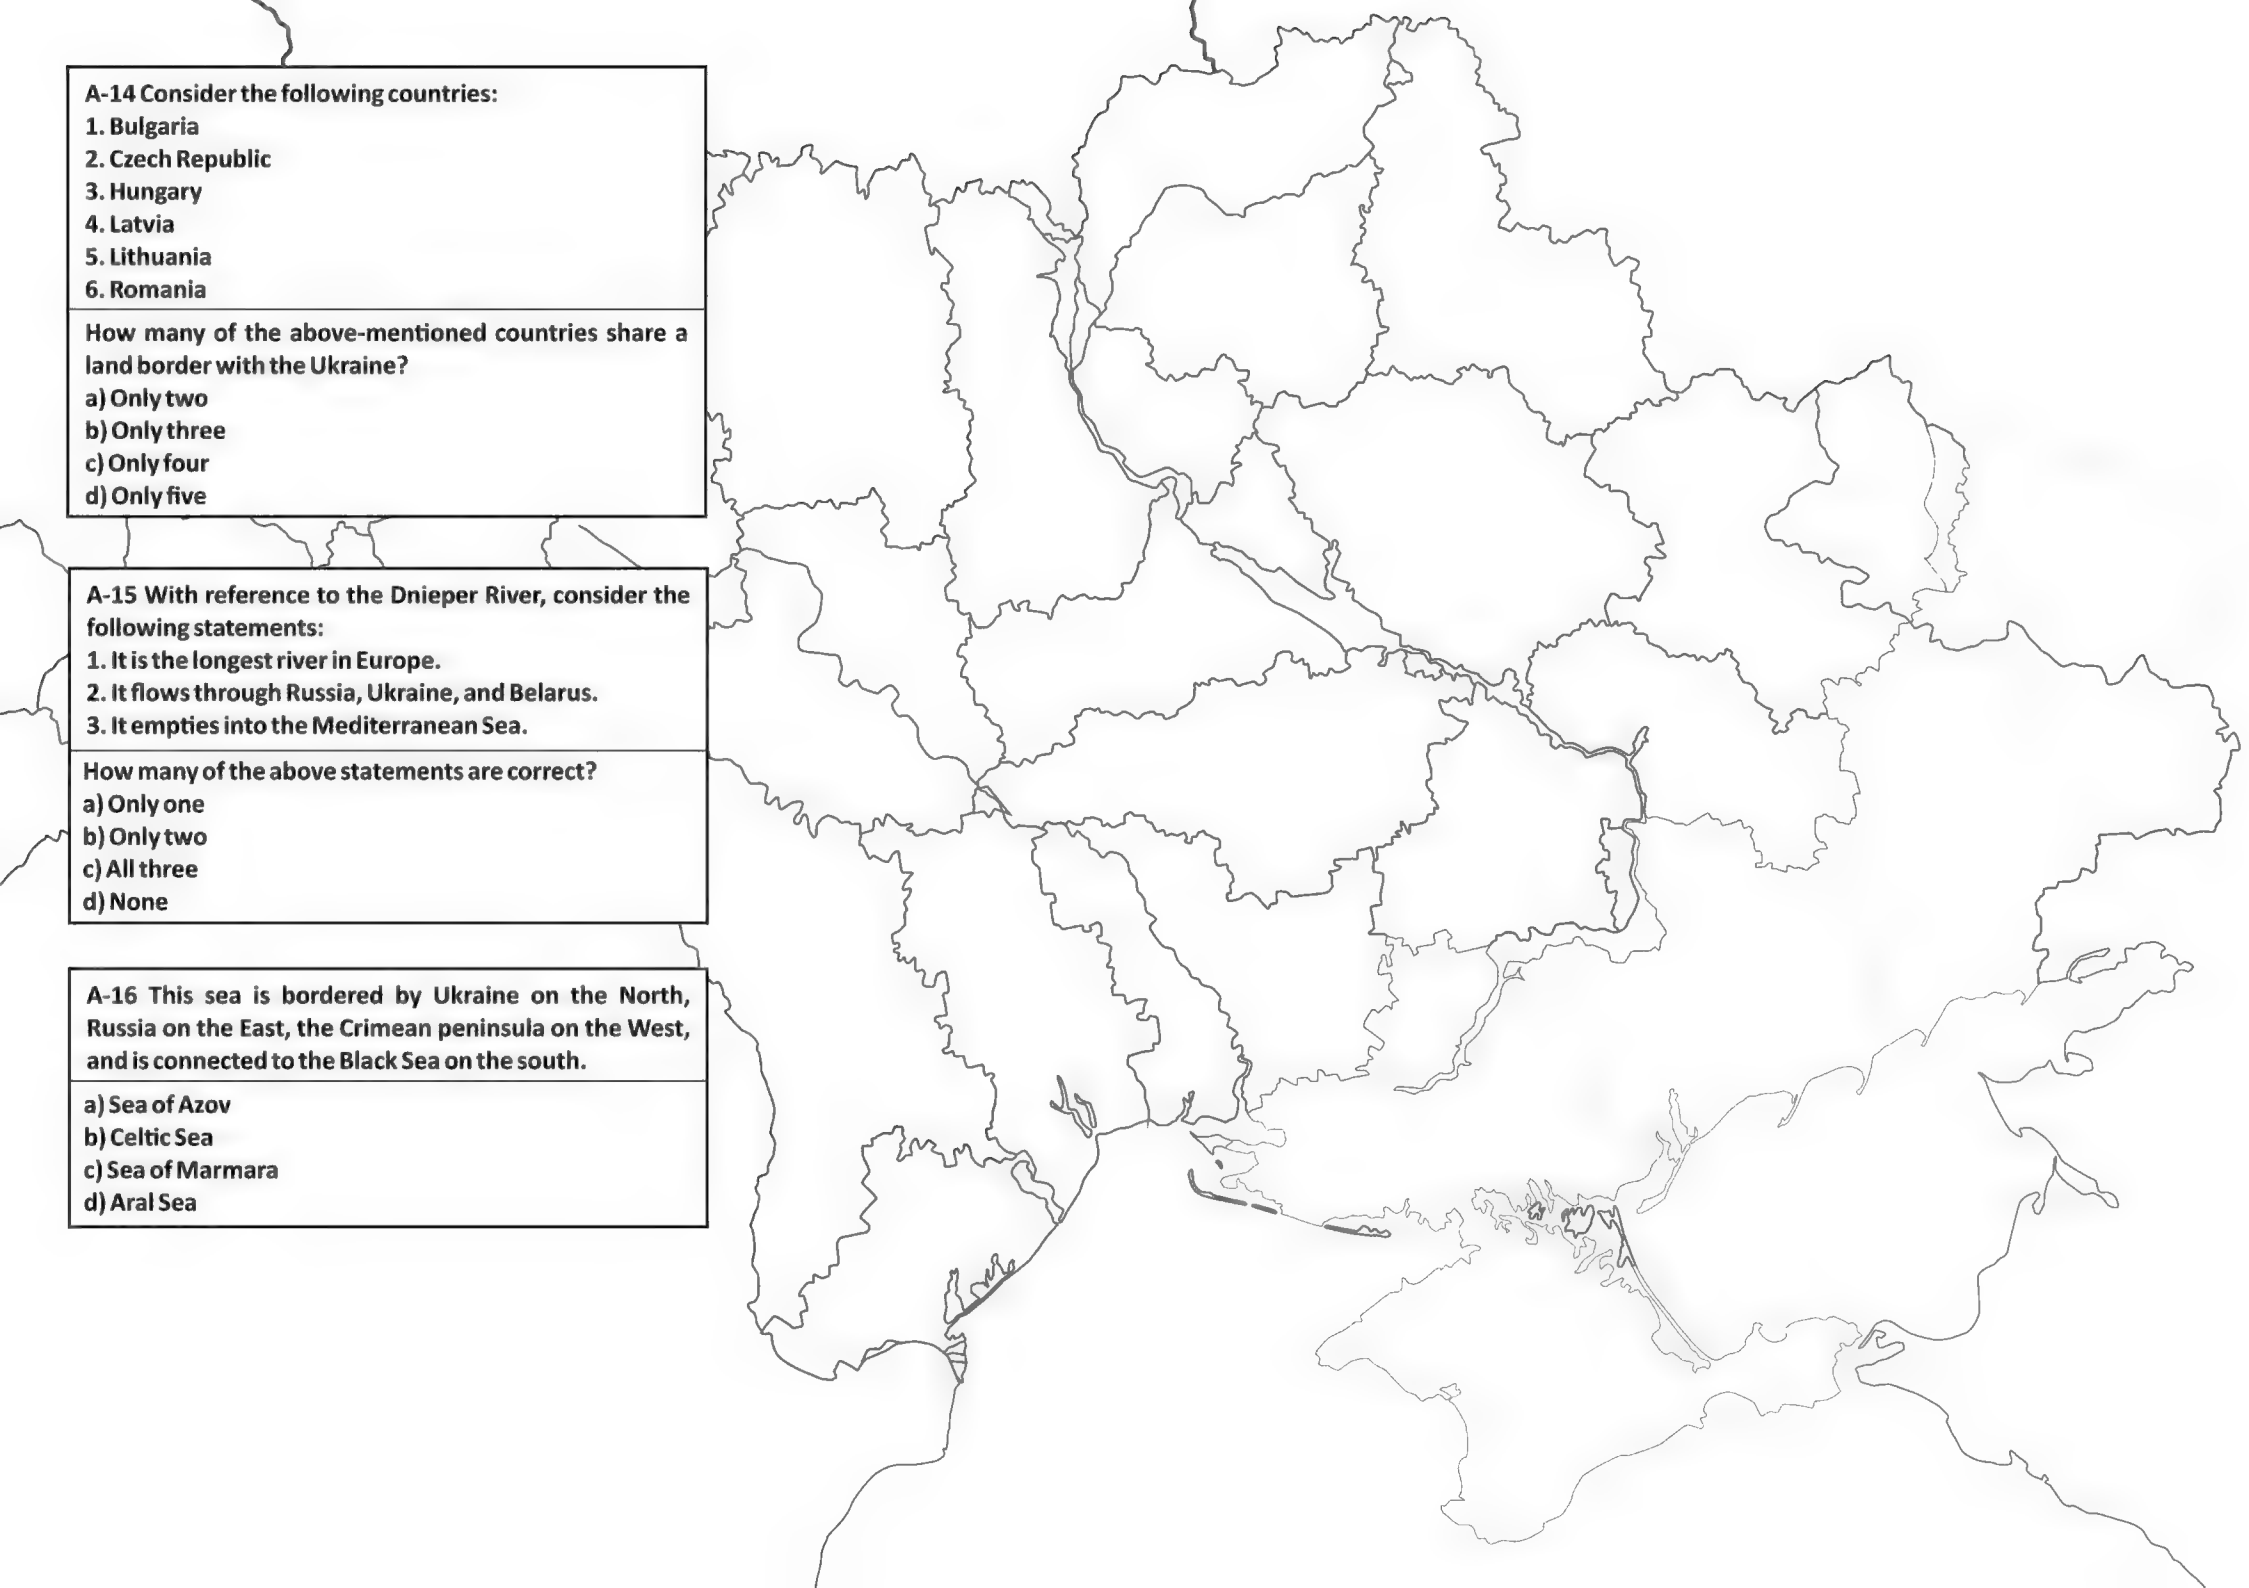 A-14 Consider the following countries:
1. Bulgaria
2. Czech Republic
3. Hungary
4. Latvia
5. Lithuania
6. Romania
How many of the above-mentioned countries share a
land border with the Ukraine?
a) Only two
b) Only three
c) Only four
d) Only five
A-15 With reference to the Dnieper River, consider the
following statements:
1. It is the longest river in Europe.
2. It flows through Russia, Ukraine, and Belarus.
3. It empties into the Mediterranean Sea.
How many of the above statements are correct?
a) Only one
b) Only two
c) All three
d) None
A-16 This sea is bordered by Ukraine on the North,
Russia on the East, the Crimean peninsula on the West,
and is connected to the Black Sea on the south.
a) Sea of Azov
b) Celtic Sea
c) Sea of Marmara
d) Aral Sea